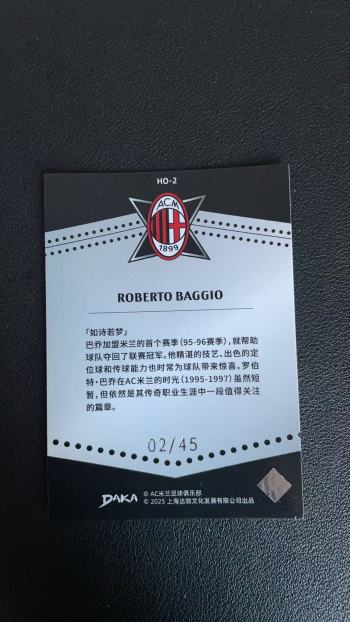 HO-2
ACM
1899
ROBERTO BAGGIO
「如诗若梦」
巴乔加盟米兰的首个赛季(95-96赛季)，就帮助
球队夺回了联赛冠军。他精湛的技艺、出色的定
位球和传球能力也时常为球队带来惊喜。罗伯
特·巴乔在AC米兰的时光(1995-1997)虽然短
暂，但依然是其传奇职业生涯中一段值得关注
的篇章。
02/45
DAKA
© AC米兰足球俱乐部
© 2025 上海达咖文化发展有限公司出品